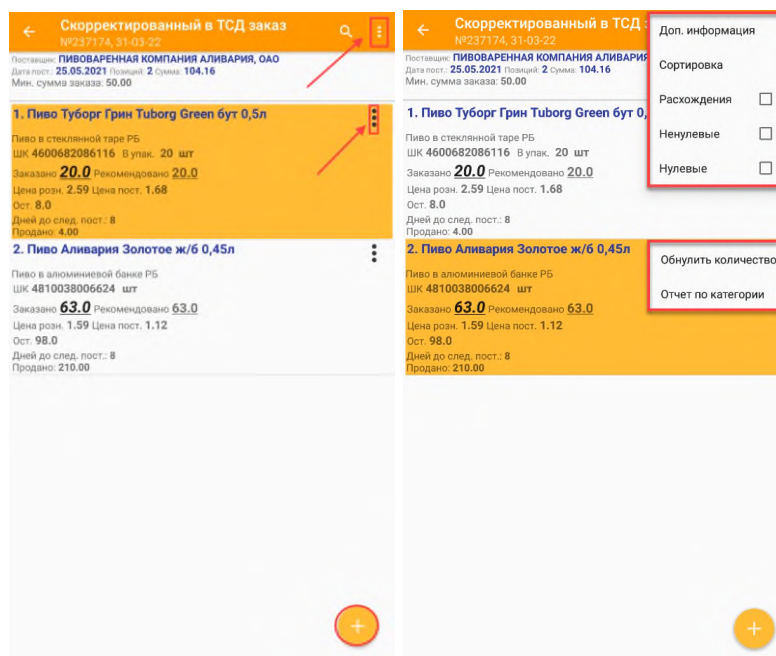 Скорректированный в ТСД заказ
№237174, 31-03-22
Поставщик: ПИВОВАРЕННАЯ КОМПАНИЯ АЛИВАРИЯ, ОАО
Дата пост.: 25.05.2021 Позиций: 2 Сумма: 104.16
Мин. сумма заказа: 50.00
1. Пиво Туборг Грин Tuborg Green бут 0,5л
Пиво в стеклянной таре РБ
ШК 4600682086116 В упак. 20 шт
Заказано 20.0 Рекомендовано 20.0
Цена розн. 2.59 Цена пост. 1.68
Ост. 8.0
Дней до след. пост.: 8
Продано: 4.00
2. Пиво Аливария Золотое ж/б 0,45л
Пиво в алюминиевой банке РБ
ШК 4810038006624 шт
Заказано 63.0 Рекомендовано 63.0
Цена розн. 1.59 Цена пост. 1.12
Ост. 98.0
Дней до след. пост.: 8
Продано: 210.00
Скорректированный в ТСД
№237174, 31-03-22
Поставщик: ПИВОВАРЕННАЯ КОМПАНИЯ АЛИВАРИЯ
Дата пост.: 25.05.2021 Позиций: 2 Сумма: 104.16
Мин. сумма заказа: 50.00
1. Пиво Туборг Грин Tuborg Green бут 0,
Пиво в стеклянной таре РБ
ШК 4600682086116 В упак. 20 шт
Заказано 20.0 Рекомендовано 20.0
Цена розн. 2.59 Цена пост. 1.68
Ост. 8.0
Дней до след. пост.: 8
Продано: 4.00
2. Пиво Аливария Золотое ж/б 0,45л
Пиво в алюминиевой банке РБ
ШК 4810038006624 шт
Заказано 63.0 Рекомендовано 63.0
Цена розн. 1.59 Цена пост. 1.12
Ост. 98.0
Дней до след. пост.: 8
Продано: 210.00
Доп. информация
Сортировка
Расхождения
Ненулевые
Нулевые
Обнулить количество
Отчет по категории